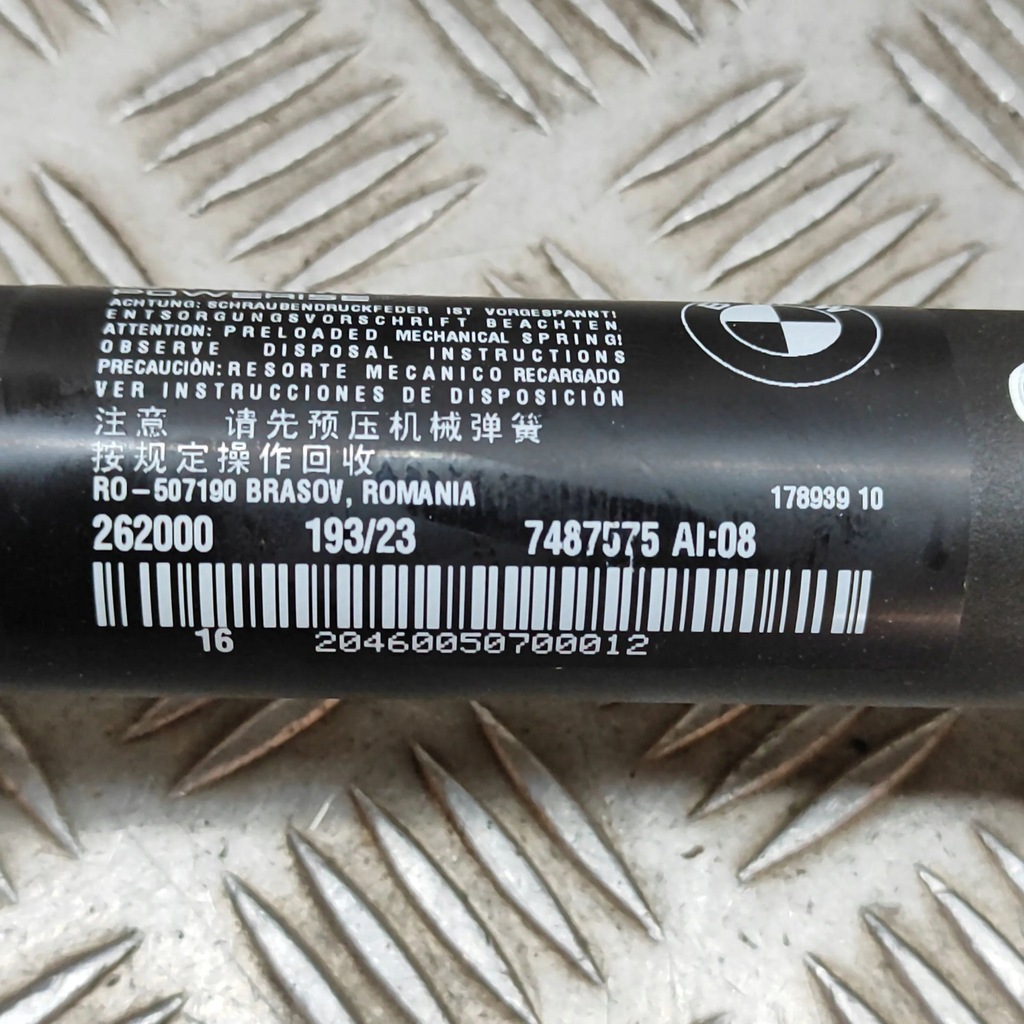 POWERISE
ACHTUNG: SCHRAUBENDRUCKFEDER IST VORGESPANNT!
ENTSORGUNGSVORSCHRIFT BEACHTEN.
ATTENTION: PRELOADED MECHANICAL SPRING!
OBSERVE DISPOSAL INSTRUCTIONS
PRECAUCIÓN: RESORTE MECANICO RECARGADO
VER INSTRUCCIONES DE DISPOSICIÒN
注意 请先预压机械弹簧
按规定操作回收
RO-507190 BRASOV, ROMANIA 178939 10
262000 193/23 7487575 AI:08
16 20460050700012